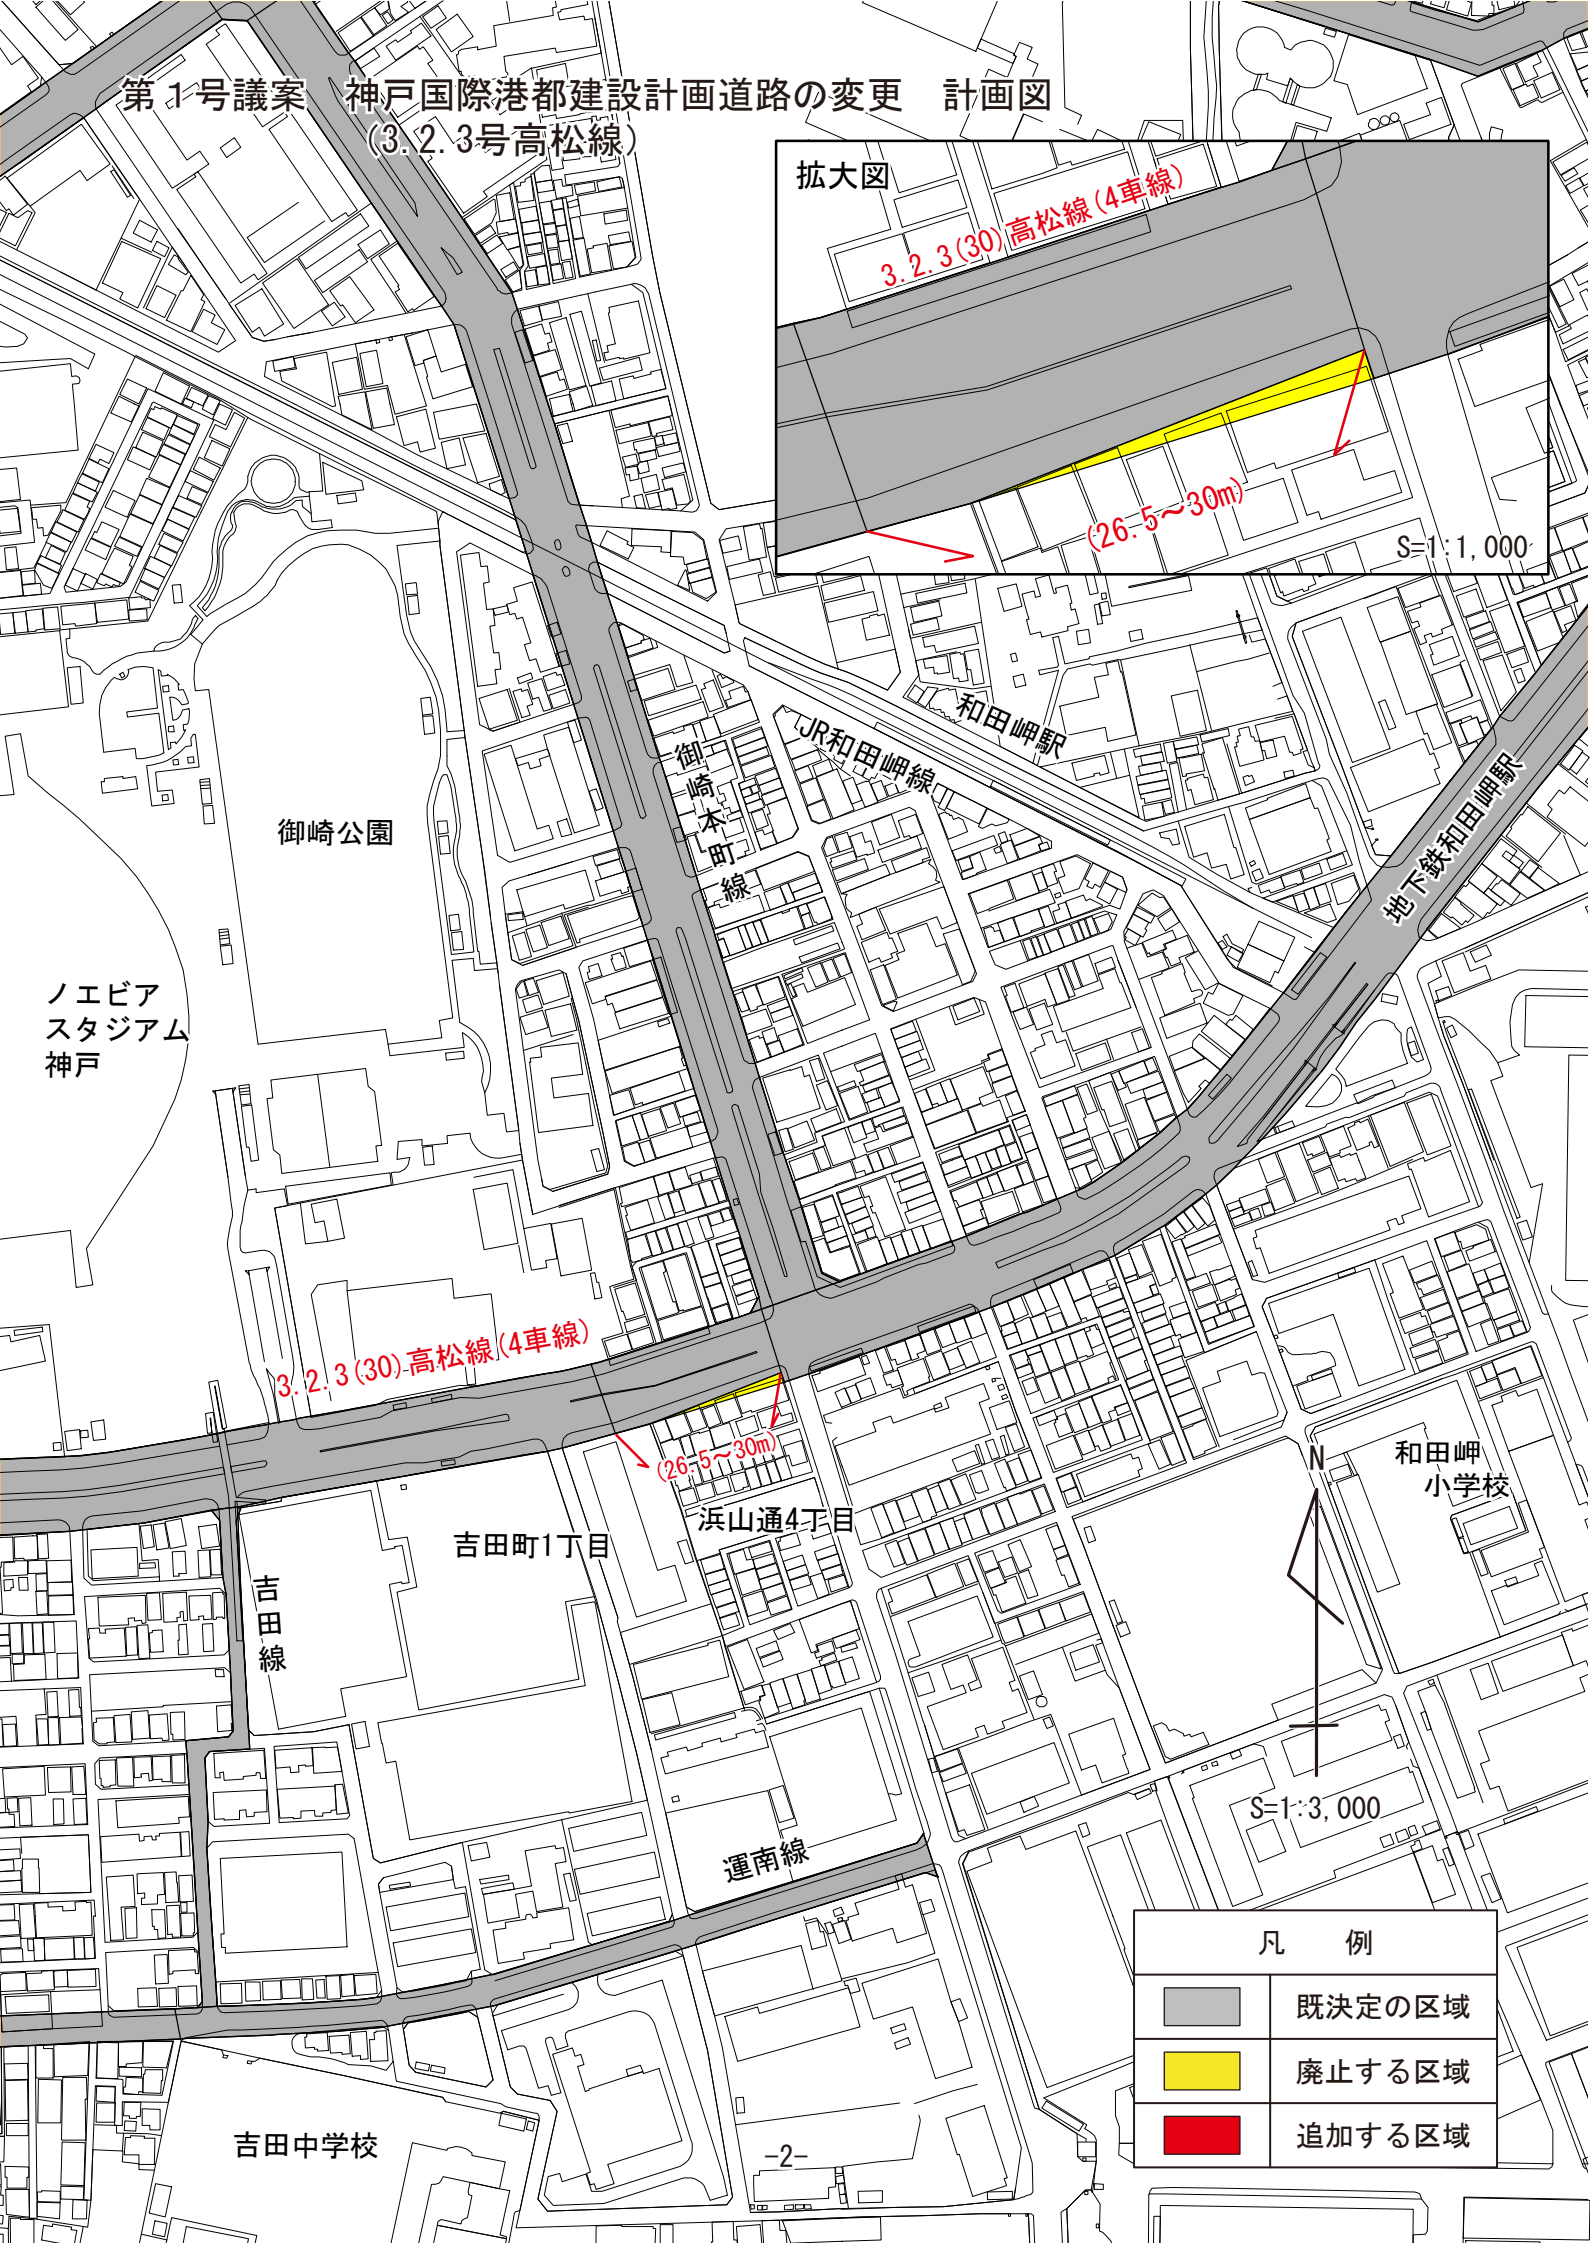 第１号議案　神戸国際港都建設計画道路の変更　計画図
(3.2.3号高松線)
拡大図
3.2.3(30)高松線(4車線)
(26.5～30m)
S=1:1,000
和田岬駅
JR和田岬線
御崎本町線
地下鉄和田岬駅
御崎公園
ノエビア
スタジアム
神戸
3.2.3(30)高松線(4車線)
(26.5～30m)
浜山通4丁目
吉田町1丁目
吉田線
N
和田岬
小学校
S=1:3,000
運南線
吉田中学校
凡　例
既決定の区域
廃止する区域
追加する区域
-2-